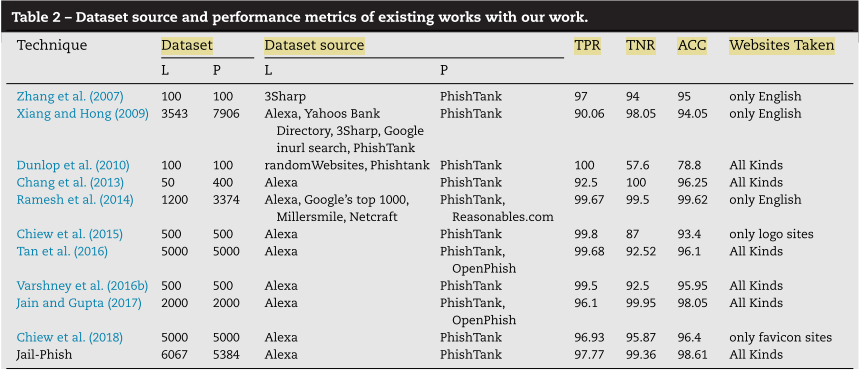 Table 2 – Dataset source and performance metrics of existing works with our work.
Technique Dataset Dataset source TPR TNR ACC Websites Taken
L P L P
Zhang et al. (2007) 100 100 3Sharp PhishTank 97 94 95 only English
Xiang and Hong (2009) 3543 7906 Alexa, Yahoos Bank PhishTank 90.06 98.05 94.05 only English
Directory, 3Sharp, Google
inurl search, PhishTank
Dunlop et al. (2010) 100 100 randomWebsites, Phishtank PhishTank 100 57.6 78.8 All Kinds
Chang et al. (2013) 50 400 Alexa PhishTank 92.5 100 96.25 All Kinds
Ramesh et al. (2014) 1200 3374 Alexa, Google's top 1000, PhishTank, 99.67 99.5 99.62 only English
Millersmile, Netcraft Reasonables.com
Chiew et al. (2015) 500 500 Alexa PhishTank 99.8 87 93.4 only logo sites
Tan et al. (2016) 5000 5000 Alexa PhishTank, 99.68 92.52 96.1 All Kinds
OpenPhish
Varshney et al. (2016b) 500 500 Alexa PhishTank 99.5 92.5 95.95 All Kinds
Jain and Gupta (2017) 2000 2000 Alexa PhishTank, 96.1 99.95 98.05 All Kinds
OpenPhish
Chiew et al. (2018) 5000 5000 Alexa PhishTank 96.93 95.87 96.4 only favicon sites
Jail-Phish 6067 5384 Alexa PhishTank 97.77 99.36 98.61 All Kinds